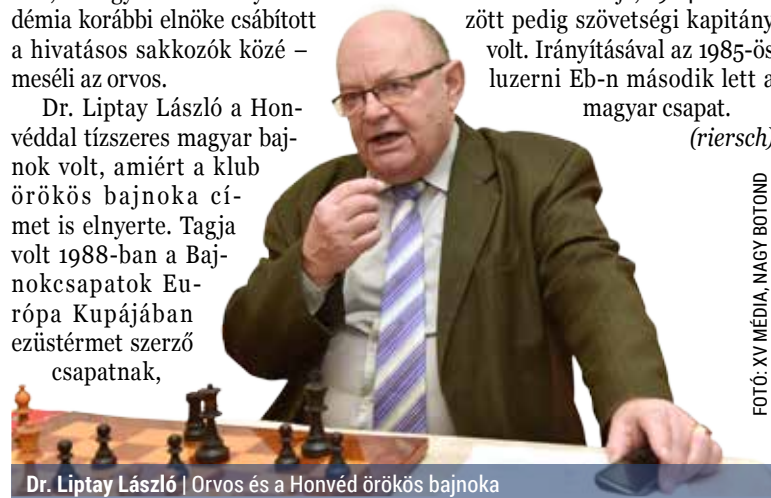 démia korábbi elnöke csábított
a hivatásos sakkozók közé –
meséli az orvos.
Dr. Liptay László a Hon-
véddal tízszeres magyar baj-
nok volt, amiért a klub
örökös bajnoka cí-
met is elnyerte. Tagja
volt 1988-ban a Baj-
nokcsapatok Eu-
rópa Kupájában
ezüstérmet szerző
csapatnak,
zött pedig szövetségi kapitány
volt. Irányításával az 1985-ös
luzerni Eb-n második lett a
magyar csapat.
(riersch)
FOTÓ: XV MÉDIA, NAGY BOTOND
Dr. Liptay László | Orvos és a Honvéd örökös bajnoka